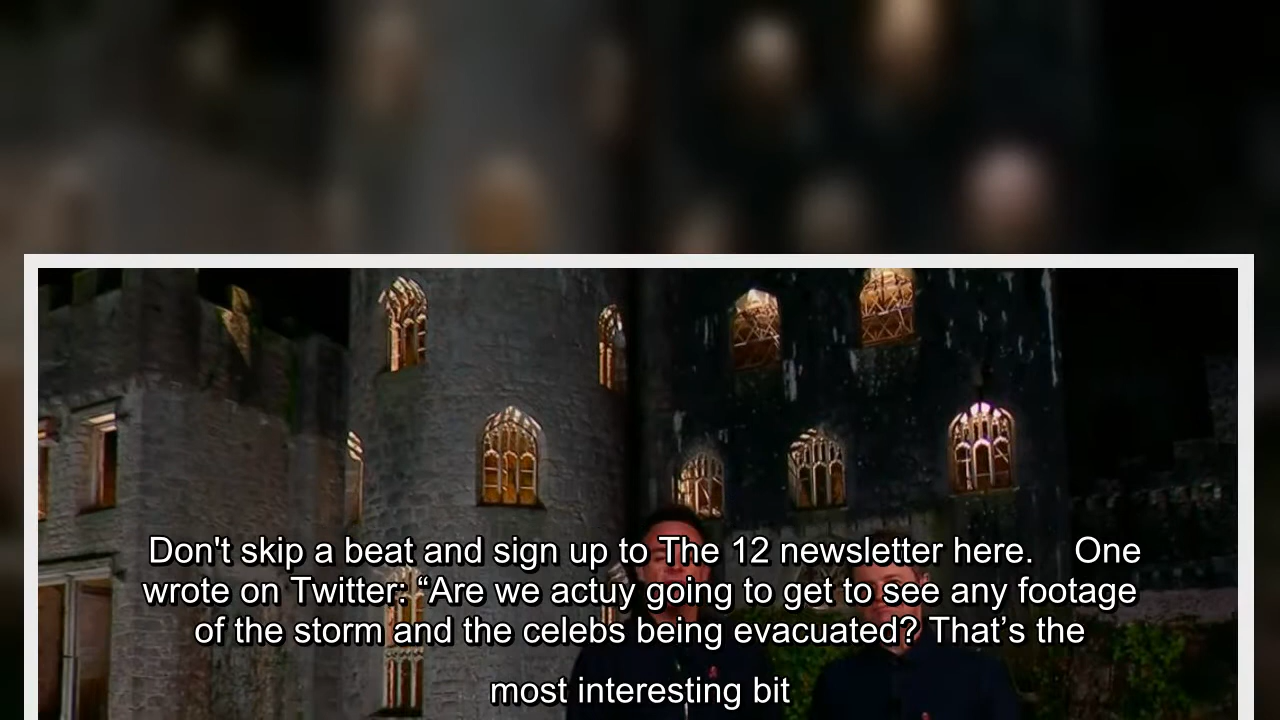 Don't skip a beat and sign up to The 12 newsletter here.    One
wrote on Twitter: “Are we actuy going to get to see any footage
of the storm and the celebs being evacuated? That’s the
most interesting bit